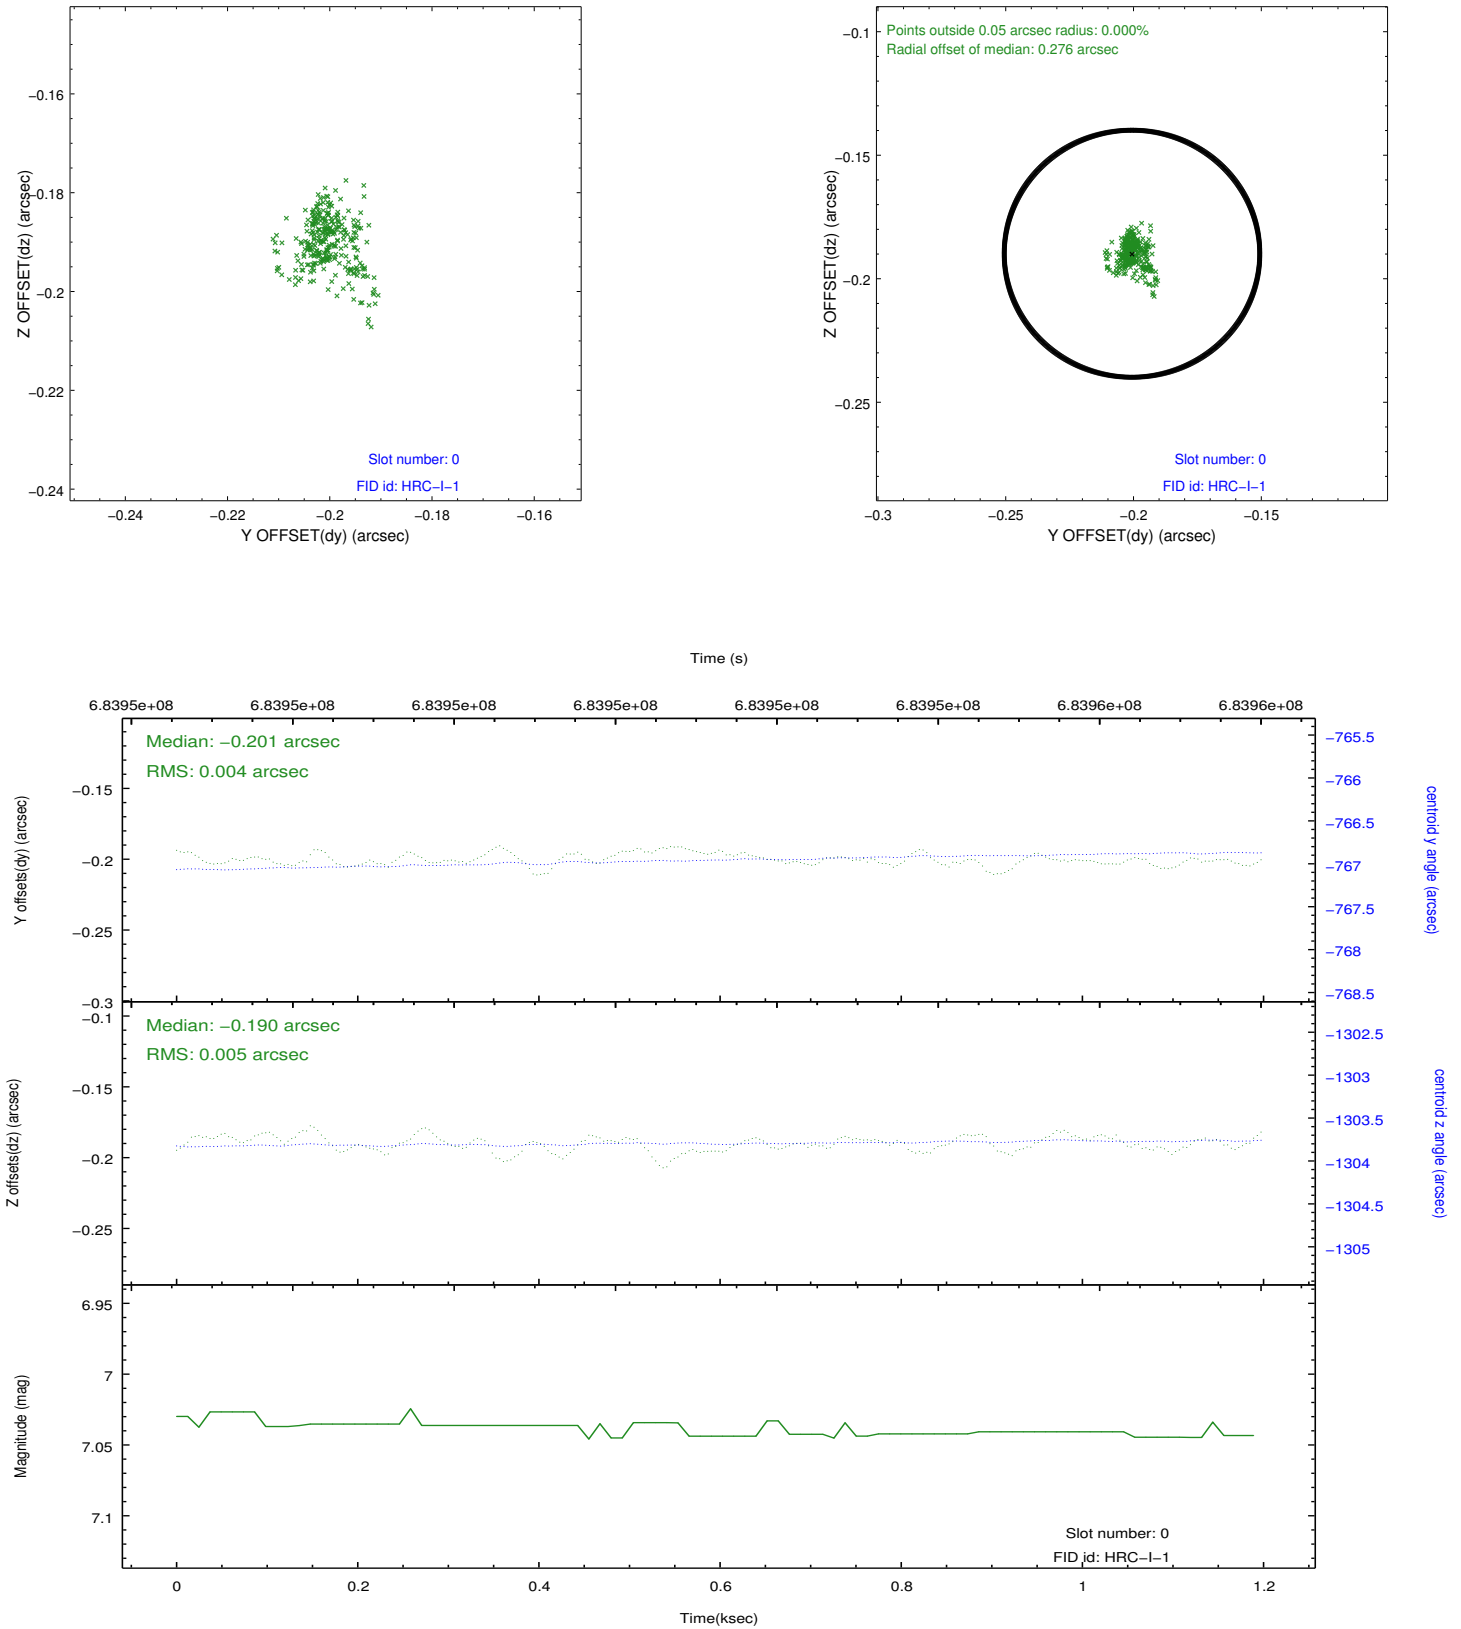 −0.16
−0.18
−0.2
−0.22
−0.24
Z OFFSET(dz) (arcsec)
Slot number: 0
FID id: HRC−I−1
−0.24 −0.22 −0.2 −0.18 −0.16
Y OFFSET(dy) (arcsec)
Points outside 0.05 arcsec radius: 0.000%
Radial offset of median: 0.276 arcsec
−0.1
−0.15
−0.2
−0.25
Z OFFSET(dz) (arcsec)
Slot number: 0
FID id: HRC−I−1
−0.3 −0.25 −0.2 −0.15
Y OFFSET(dy) (arcsec)
Time (s)
6.8395e+08 6.8395e+08 6.8395e+08 6.8395e+08 6.8395e+08 6.8395e+08 6.8396e+08 6.8396e+08
Median: −0.201 arcsec
RMS: 0.004 arcsec
−0.15
−0.2
−0.25
−0.3
Y offsets(dy) (arcsec)
−765.5
−766
−766.5
−767
−767.5
−768
−768.5
centroid y angle (arcsec)
Median: −0.190 arcsec
RMS: 0.005 arcsec
−0.1
−0.15
−0.2
−0.25
Z offsets(dz) (arcsec)
−1302.5
−1303
−1303.5
−1304
−1304.5
−1305
centroid z angle (arcsec)
6.95
7
7.05
7.1
Magnitude (mag)
Slot number: 0
FID id: HRC−I−1
0 0.2 0.4 0.6 0.8 1 1.2
Time(ksec)